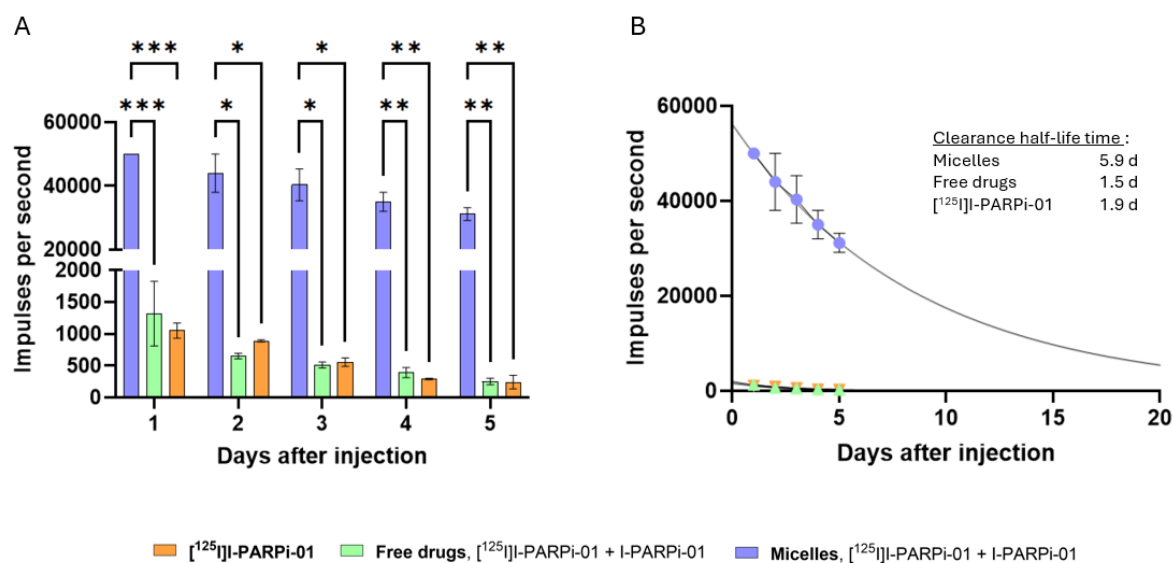 A
B
*** * * ** **
*** * * ** **
Impulses per second
60000
40000
20000
2000
1500
1000
500
0
1 2 3 4 5
Days after injection
Impulses per second
60000
40000
20000
0
0 5 10 15 20
Days after injection
Clearance half-life time :
Micelles 5.9 d
Free drugs 1.5 d
[¹²⁵I]I-PARPi-01 1.9 d
[¹²⁵I]I-PARPi-01 Free drugs, [¹²⁵I]I-PARPi-01 + I-PARPi-01 Micelles, [¹²⁵I]I-PARPi-01 + I-PARPi-01